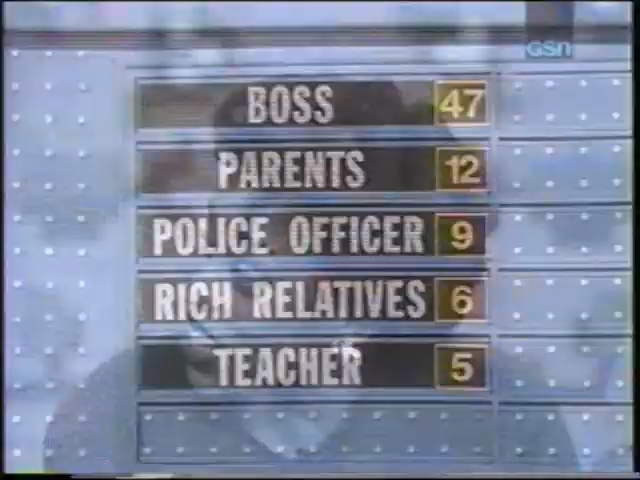 GSN
BOSS 47
PARENTS 12
POLICE OFFICER 9
RICH RELATIVES 6
TEACHER 5